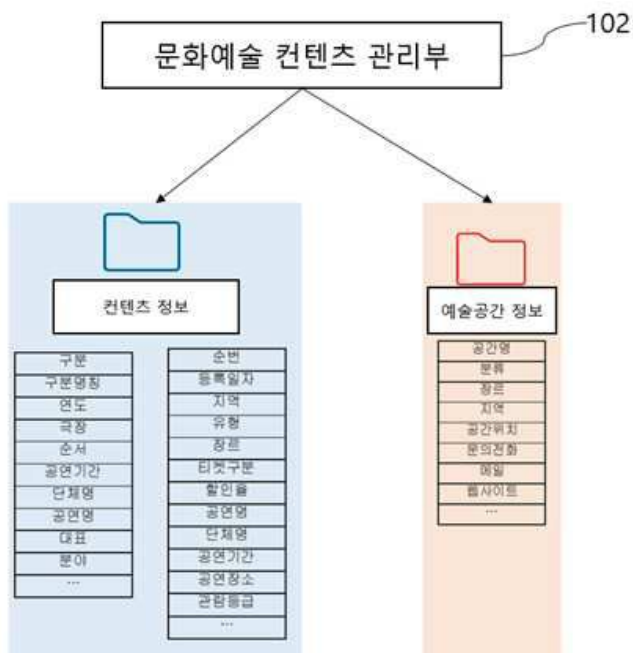 102
문화예술 컨텐츠 관리부
컨텐츠 정보
구분
구분명칭
연도
극장
순서
공연기간
단체명
공연명
대표
분야
...
순번
등록일자
지역
유형
장르
티켓구분
할인율
공연명
단체명
공연기간
공연장소
관람등급
...
예술공간 정보
공간명
분류
장르
지역
공간위치
문의전화
메일
웹사이트
...